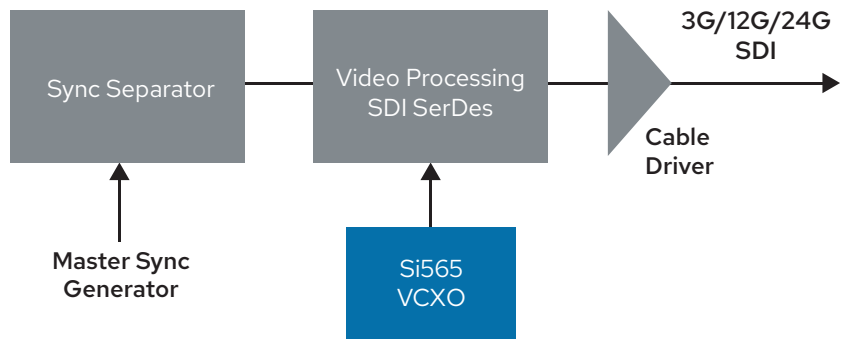 3G/12G/24G
SDI
Sync Separator
Video Processing
SDI SerDes
Cable
Driver
Master Sync
Generator
Si565
VCXO